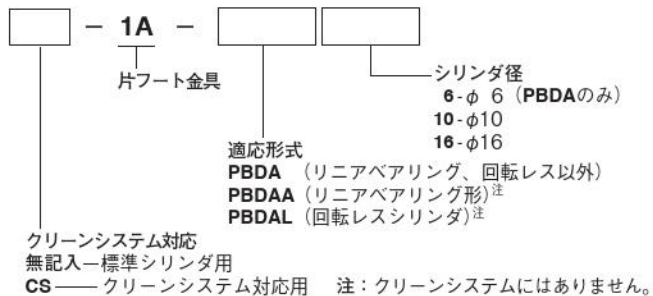 － 1A －
片フート金具
シリンダ径
6-φ 6（PBDAのみ）
10-φ10
16-φ16
適応形式
PBDA （リニアベアリング、回転レス以外）
PBDAA（リニアベアリング形）注
PBDAL（回転レスシリンダ）注
クリーンシステム対応
無記入―標準シリンダ用
CS―― クリーンシステム対応用 注：クリーンシステムにはありません。